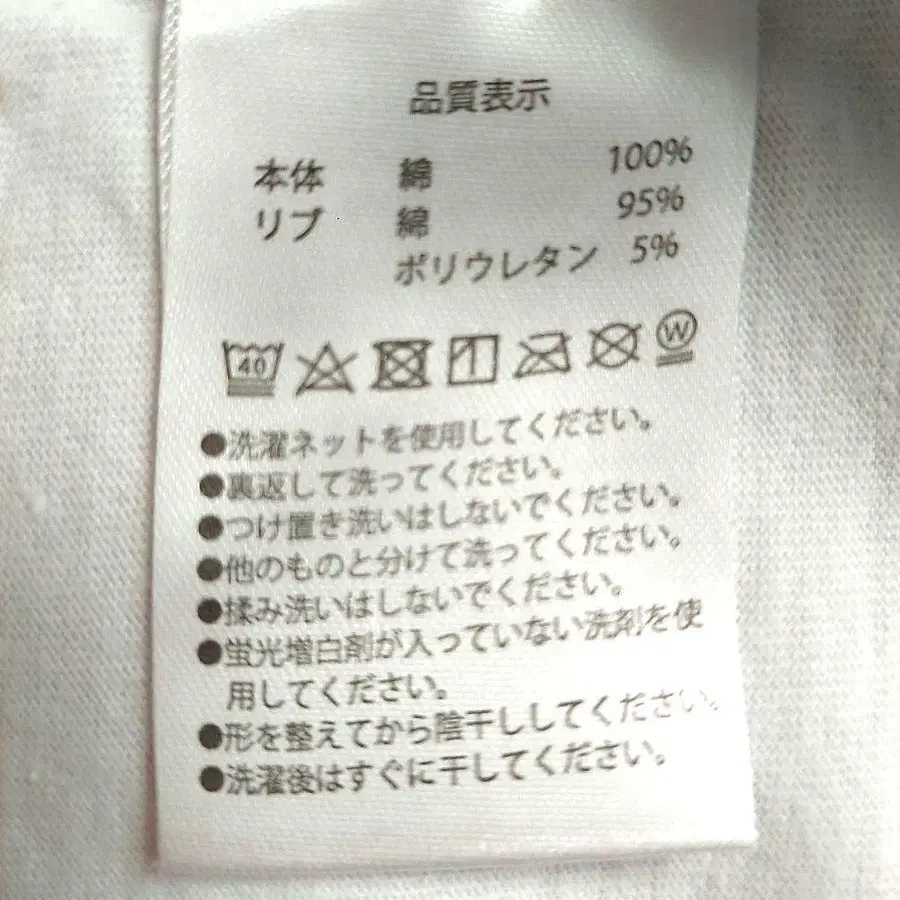 品質表示
本体 綿 100%
リブ 綿 95%
ポリウレタン 5%
40 W
●洗濯ネットを使用してください。
●裏返して洗ってください。
●つけ置き洗いはしないでください。
●他のものと分けて洗ってください。
●揉み洗いはしないでください。
●蛍光増白剤が入っていない洗剤を使
用してください。
●形を整えてから陰干ししてください。
●洗濯後はすぐに干してください。